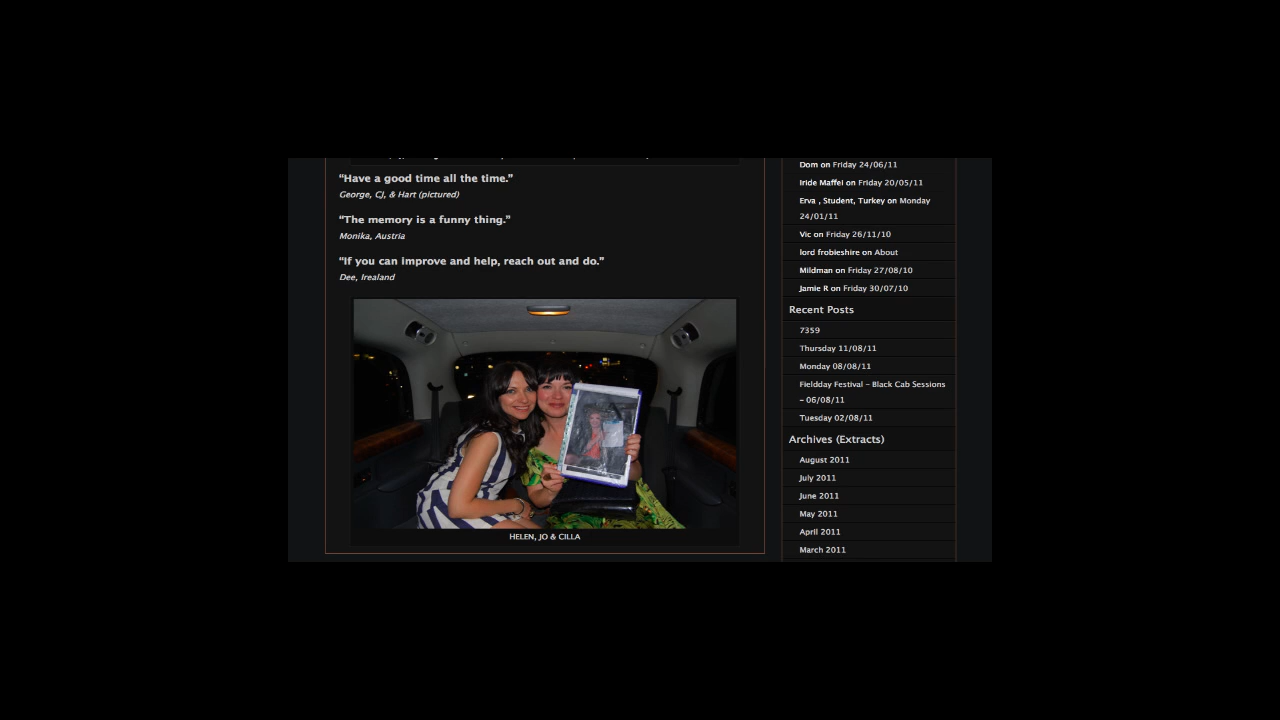 “Have a good time all the time.”
George, CJ, & Hart (pictured)
“The memory is a funny thing.”
Monika, Austria
“If you can improve and help, reach out and do.”
Dee, Irealand
HELEN, JO & CILLA
Dom on Friday 24/06/11
Iride Maffei on Friday 20/05/11
Erva , Student, Turkey on Monday
24/01/11
Vic on Friday 26/11/10
lord frobieshire on About
Mildman on Friday 27/08/10
Jamie R on Friday 30/07/10
Recent Posts
7359
Thursday 11/08/11
Monday 08/08/11
Fieldday Festival – Black Cab Sessions
– 06/08/11
Tuesday 02/08/11
Archives (Extracts)
August 2011
July 2011
June 2011
May 2011
April 2011
March 2011